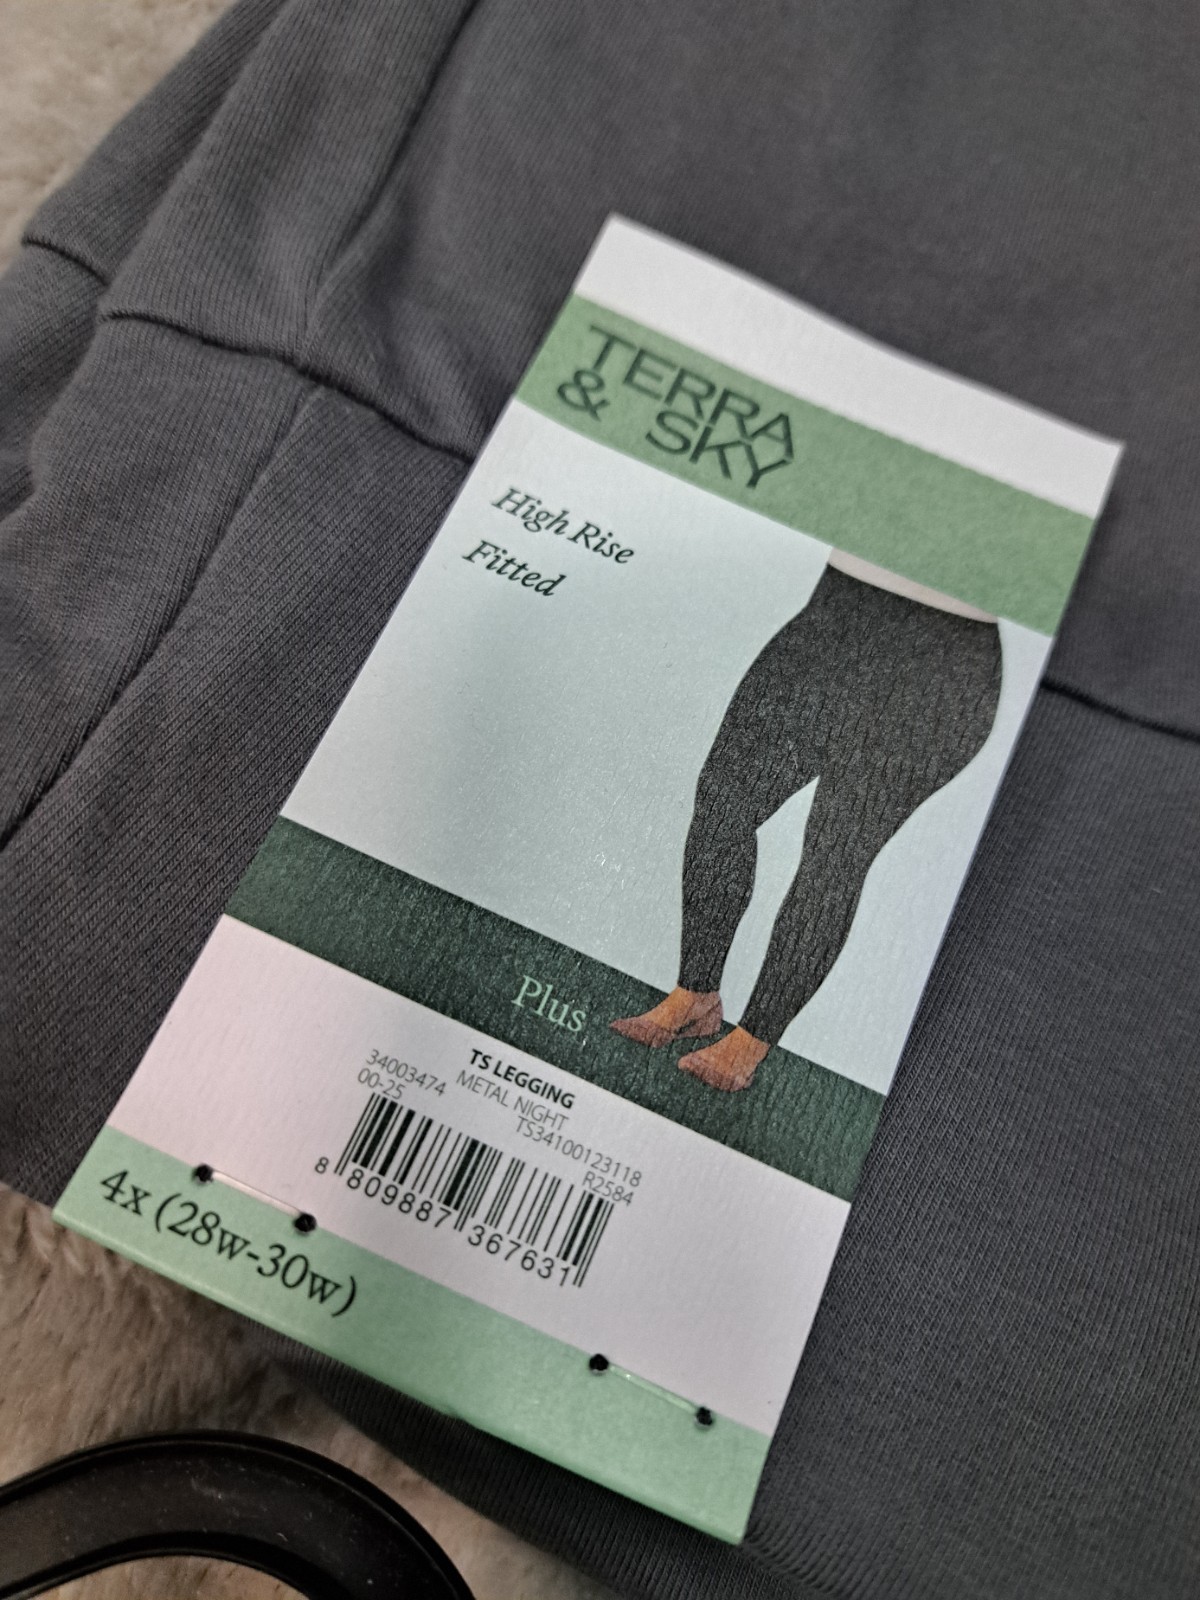 TERRA
& SKY
High Rise
Fitted
Plus
TS LEGGING
34003474 METAL NIGHT
00-25 TS34100123118
R2584
8 809887 367631
4x (28w-30w)